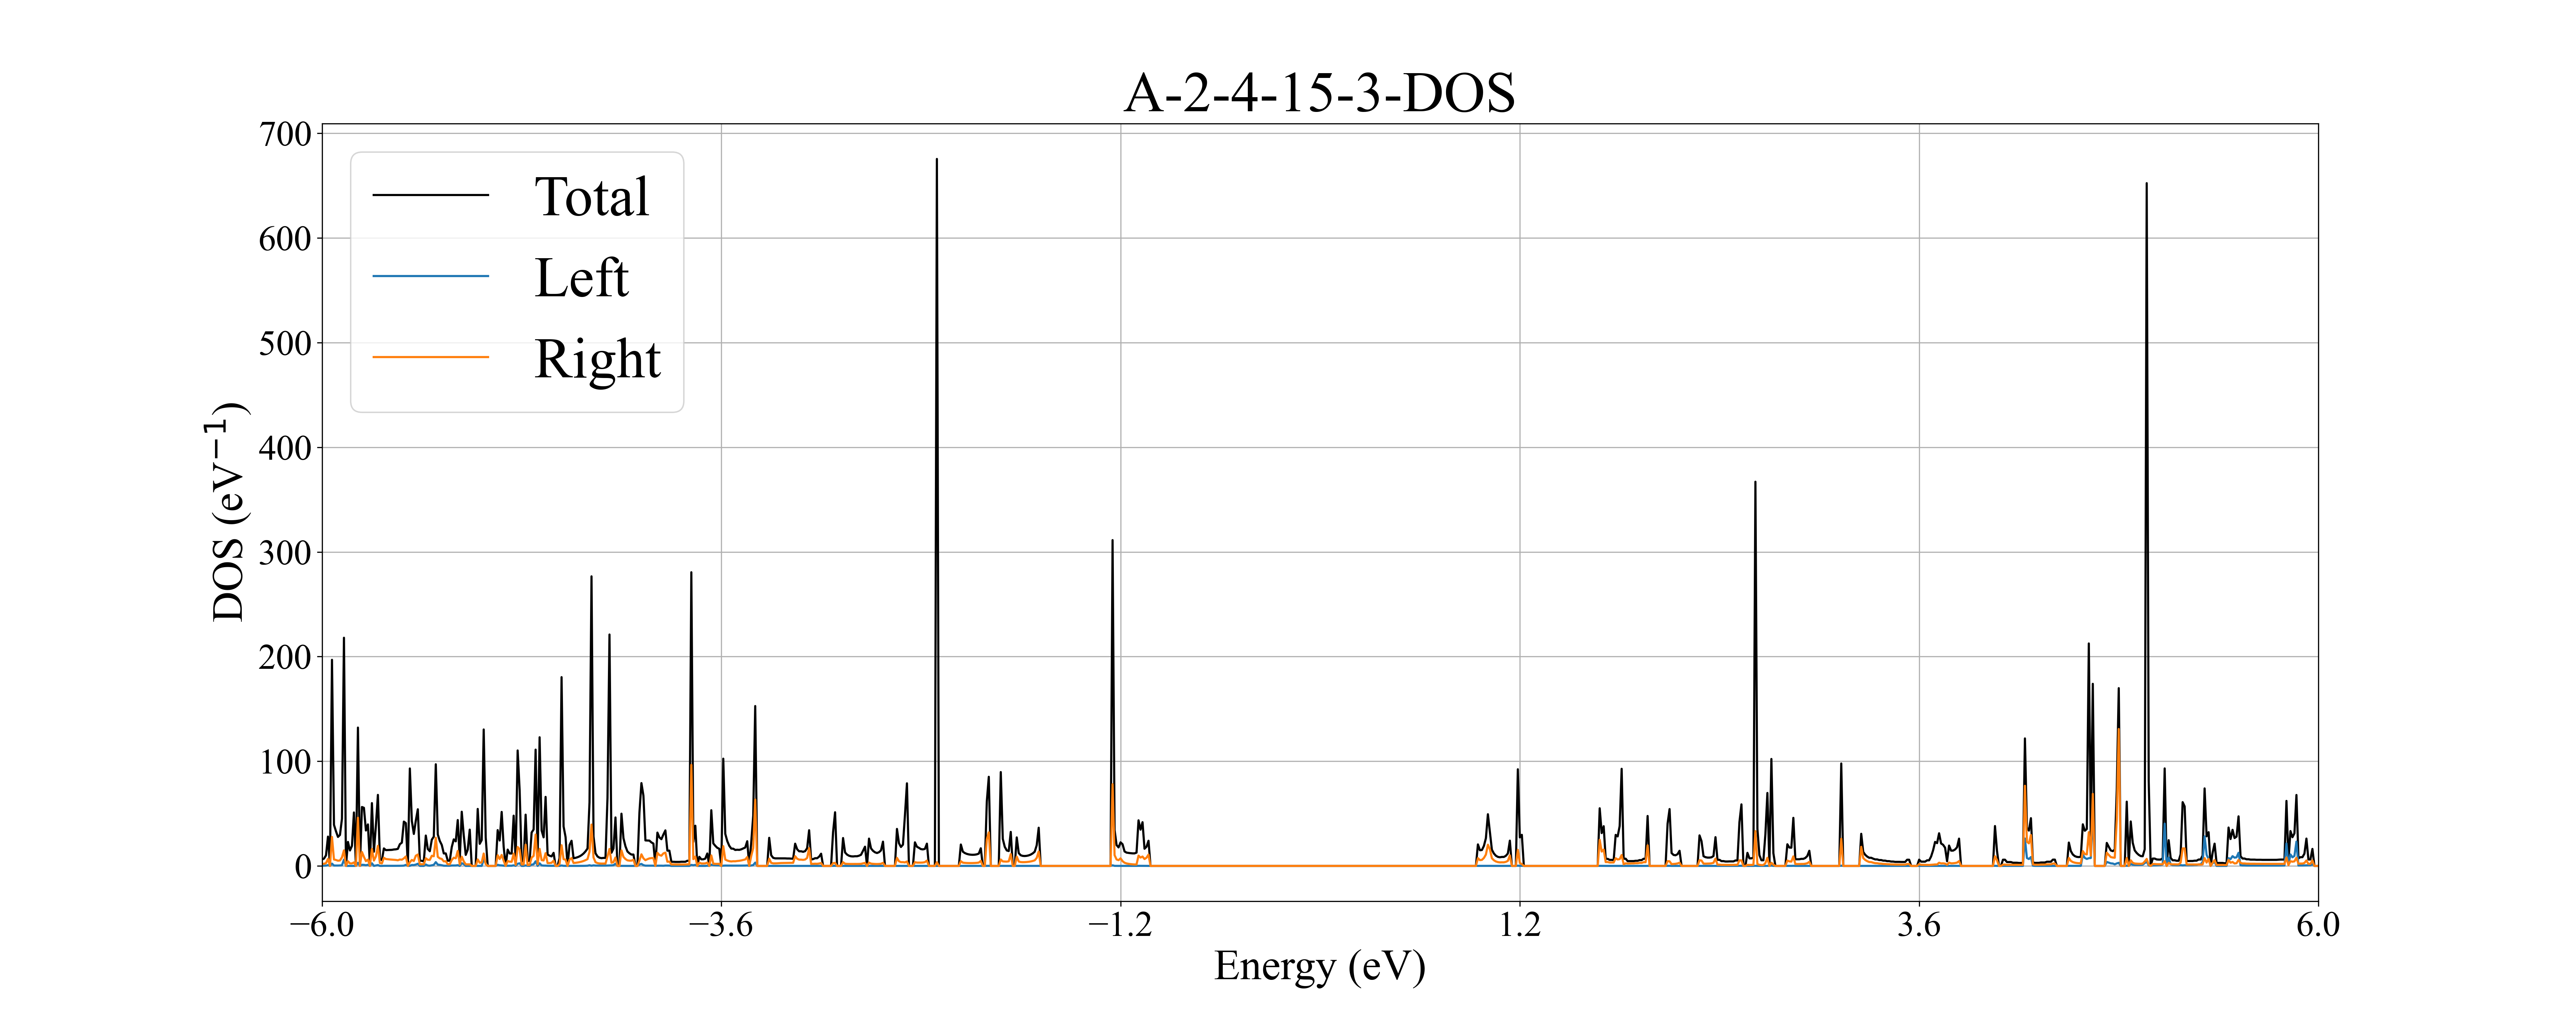 A-2-4-15-3-DOS
Total
Left
Right
DOS (eV⁻¹)
700
600
500
400
300
200
100
0
−6.0 −3.6 −1.2 1.2 3.6 6.0
Energy (eV)